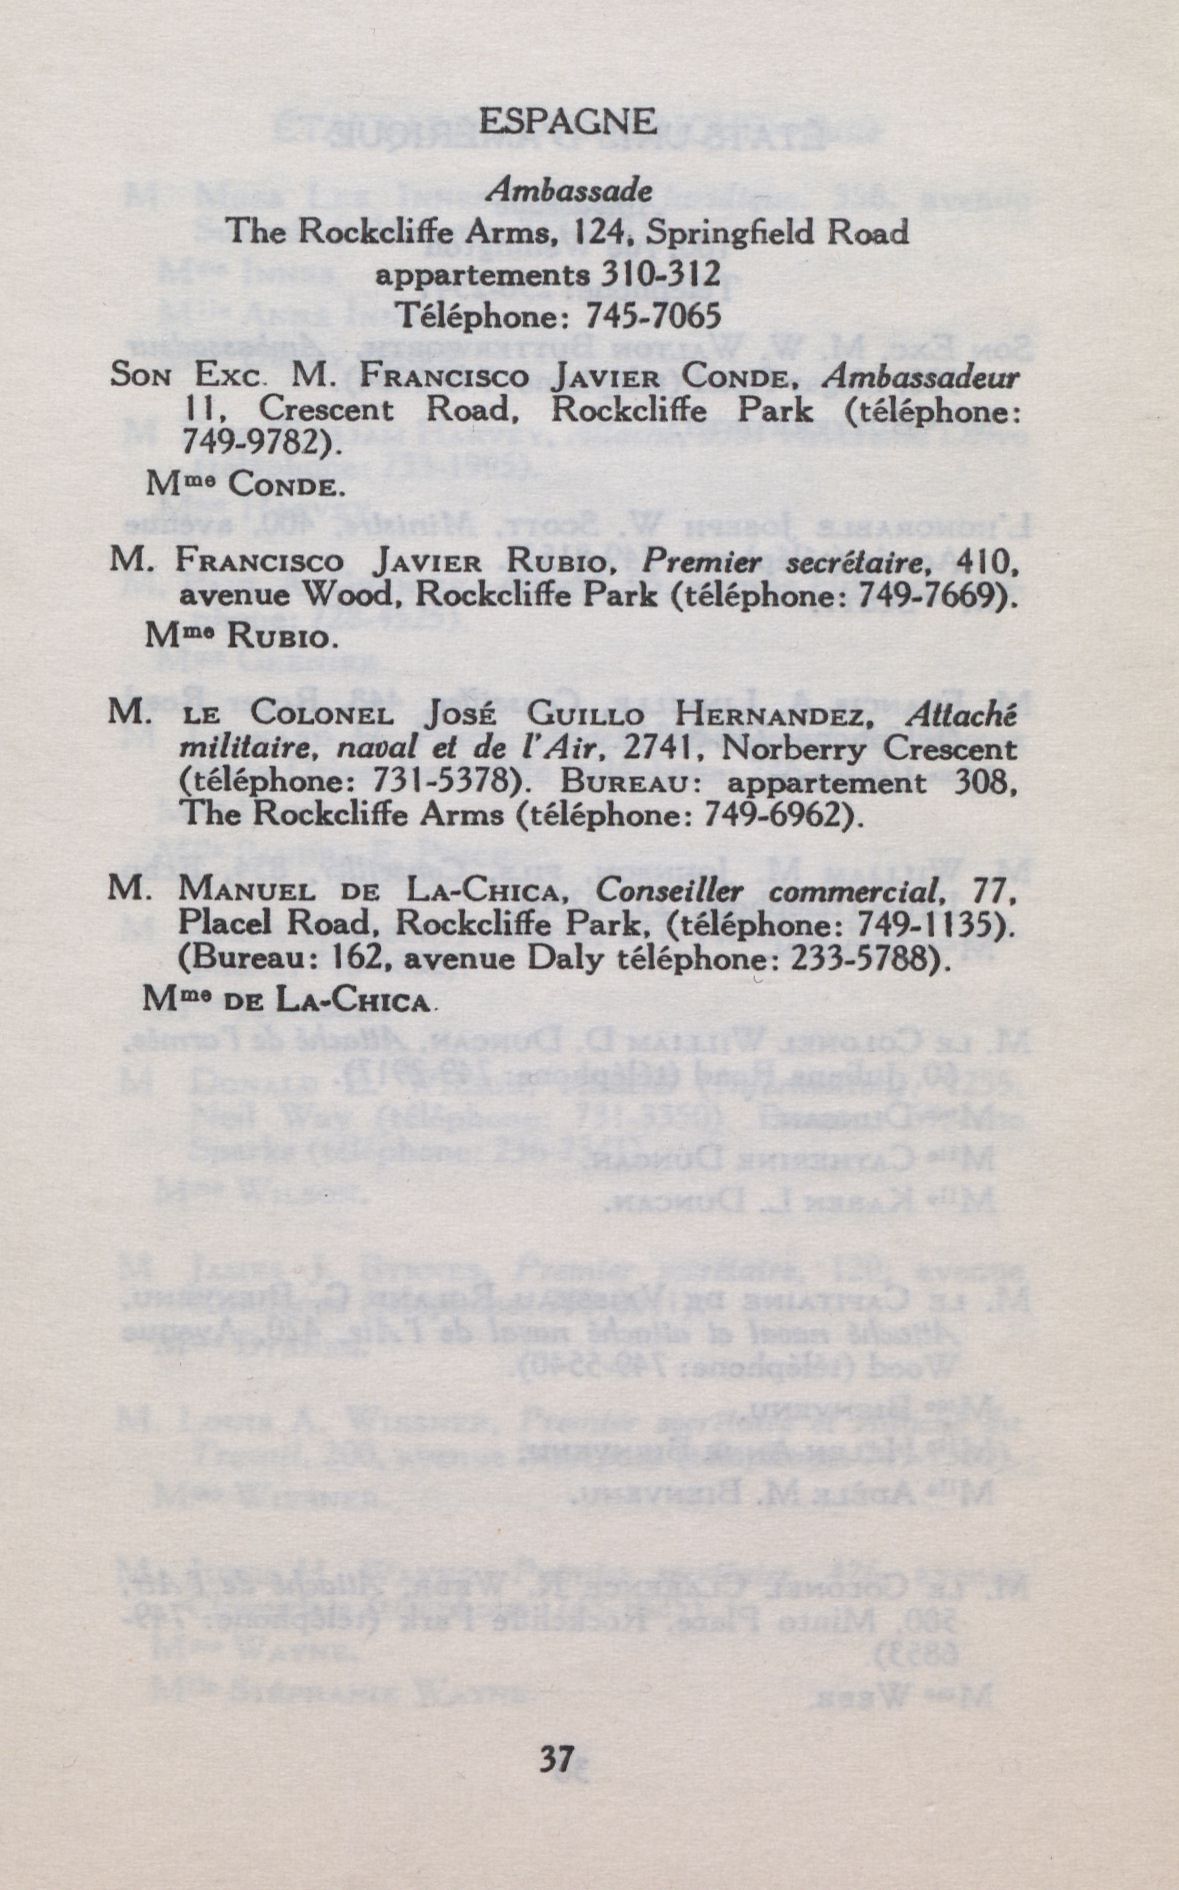 ESPAGNE
Ambassade
The Rockcliffe Arms, 124, Springfield Road
appartements 310-312
Téléphone: 745-7065
SON EXC. M. FRANCISCO JAVIER CONDE, Ambassadeur
11, Crescent Road, Rockcliffe Park (téléphone:
749-9782).
Mme CONDE.
M. FRANCISCO JAVIER RUBIO, Premier secrétaire, 410,
avenue Wood, Rockcliffe Park (téléphone: 749-7669).
Mme RUBIO.
M. LE COLONEL JOSÉ GUILLO HERNANDEZ, Attaché
militaire, naval et de l'Air, 2741, Norberry Crescent
(téléphone: 731-5378). BUREAU: appartement 308,
The Rockcliffe Arms (téléphone: 749-6962).
M. MANUEL DE LA-CHICA, Conseiller commercial, 77,
Placel Road, Rockcliffe Park, (téléphone: 749-1135).
(Bureau: 162, avenue Daly téléphone: 233-5788).
Mme DE LA-CHICA.
37